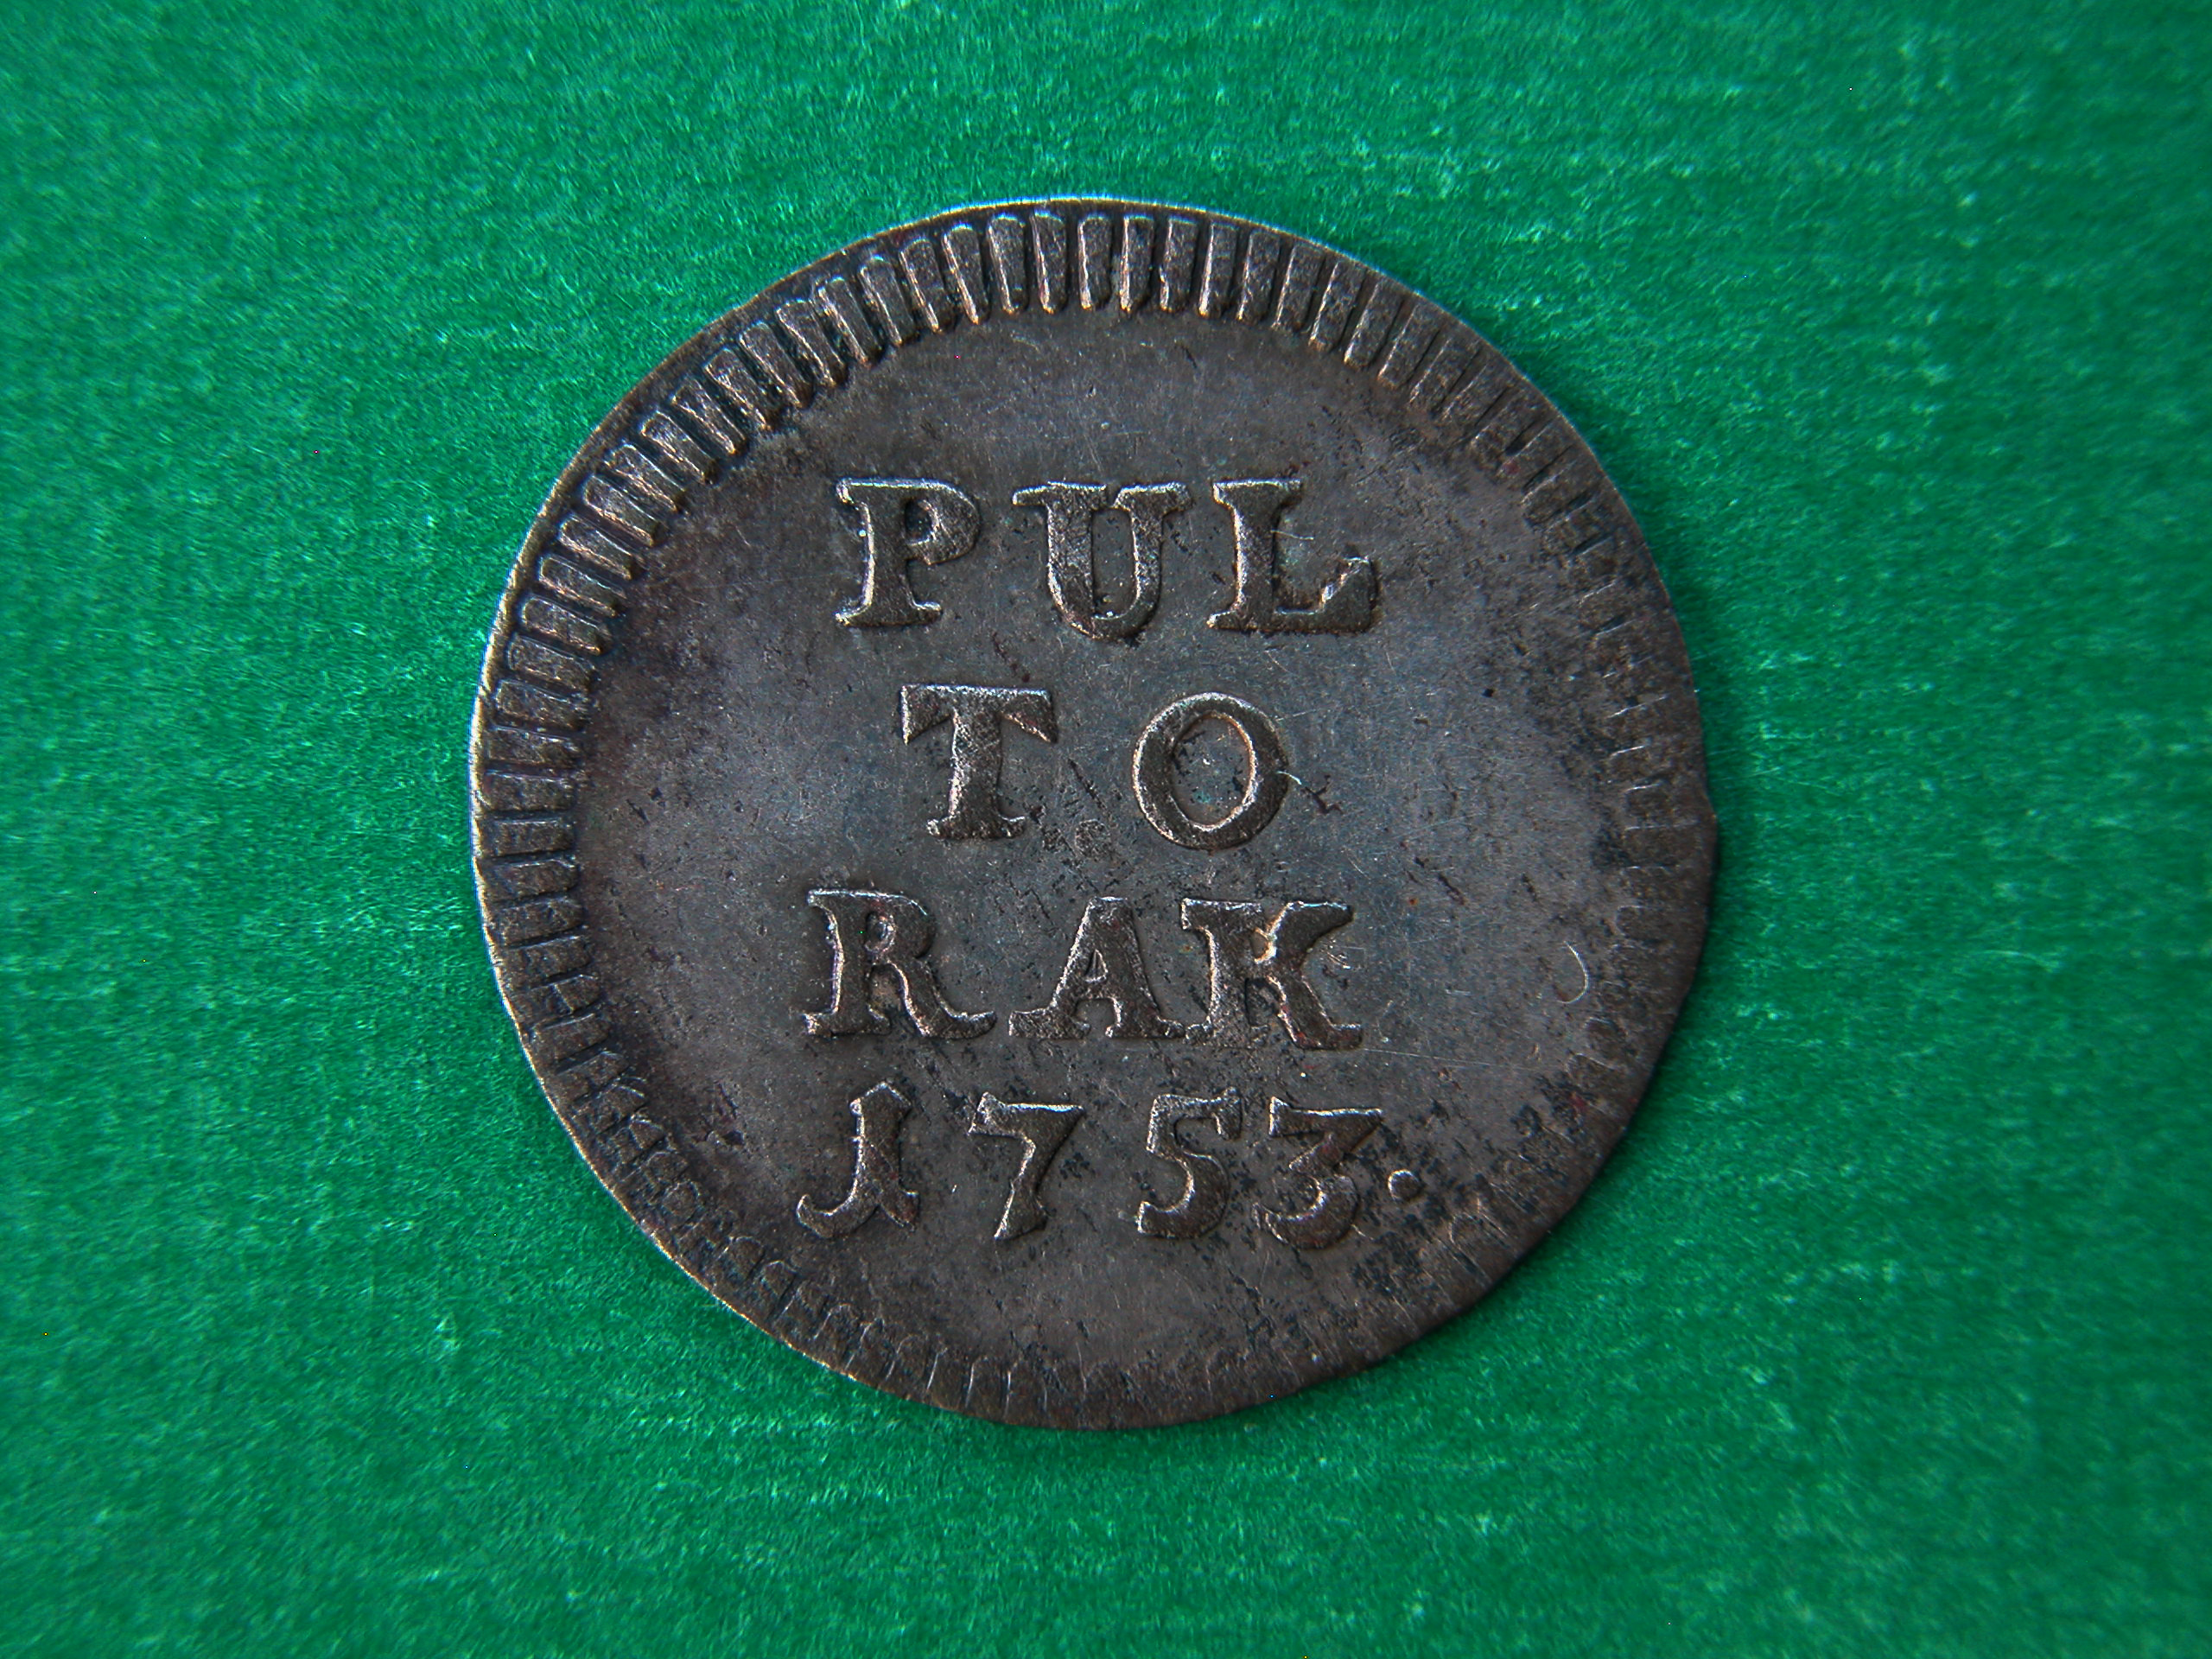 PUL
TO
RAK
1753.